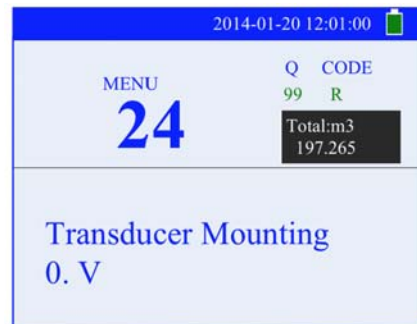 2014-01-20 12:01:00
MENU
24
Q CODE
99 R
Total:m3
197.265
Transducer Mounting
0. V